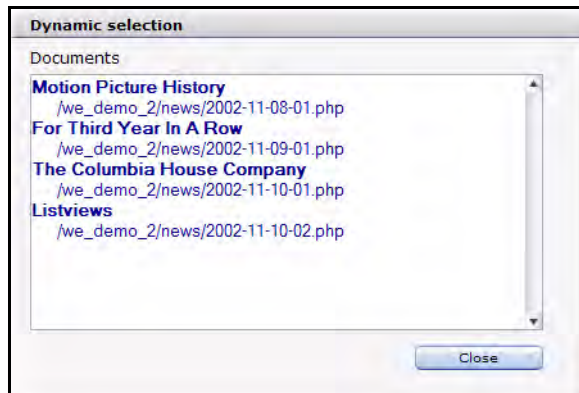 Dynamic selection
Documents
Motion Picture History
/we_demo_2/news/2002-11-08-01.php
For Third Year In A Row
/we_demo_2/news/2002-11-09-01.php
The Columbia House Company
/we_demo_2/news/2002-11-10-01.php
Listviews
/we_demo_2/news/2002-11-10-02.php
Close